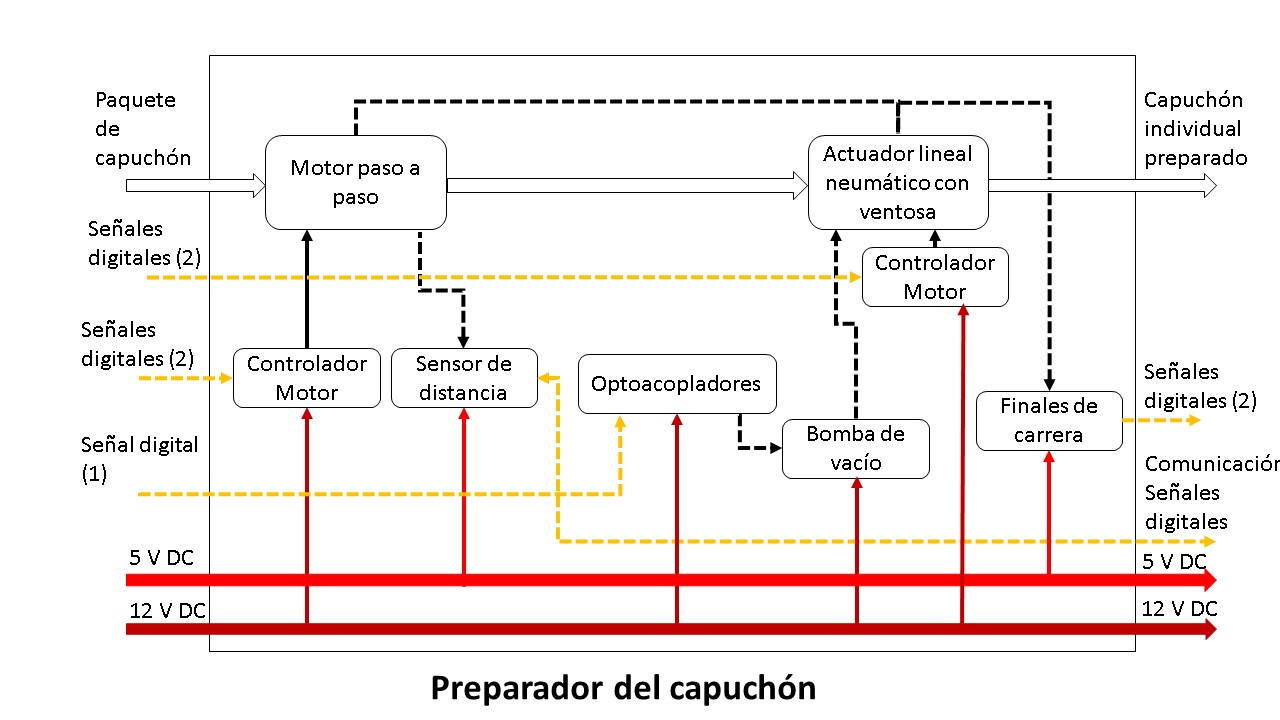 Paquete
de
capuchón
Capuchón
individual
preparado
Motor paso a
paso
Actuador lineal
neumático con
ventosa
Señales
digitales (2)
Controlador
Motor
Señales
digitales (2)
Controlador
Motor
Sensor de
distancia
Optoacopladores
Señales
digitales (2)
Finales de
carrera
Bomba de
vacío
Señal digital
(1)
Comunicación
Señales
digitales
5 V DC
5 V DC
12 V DC
12 V DC
Preparador del capuchón